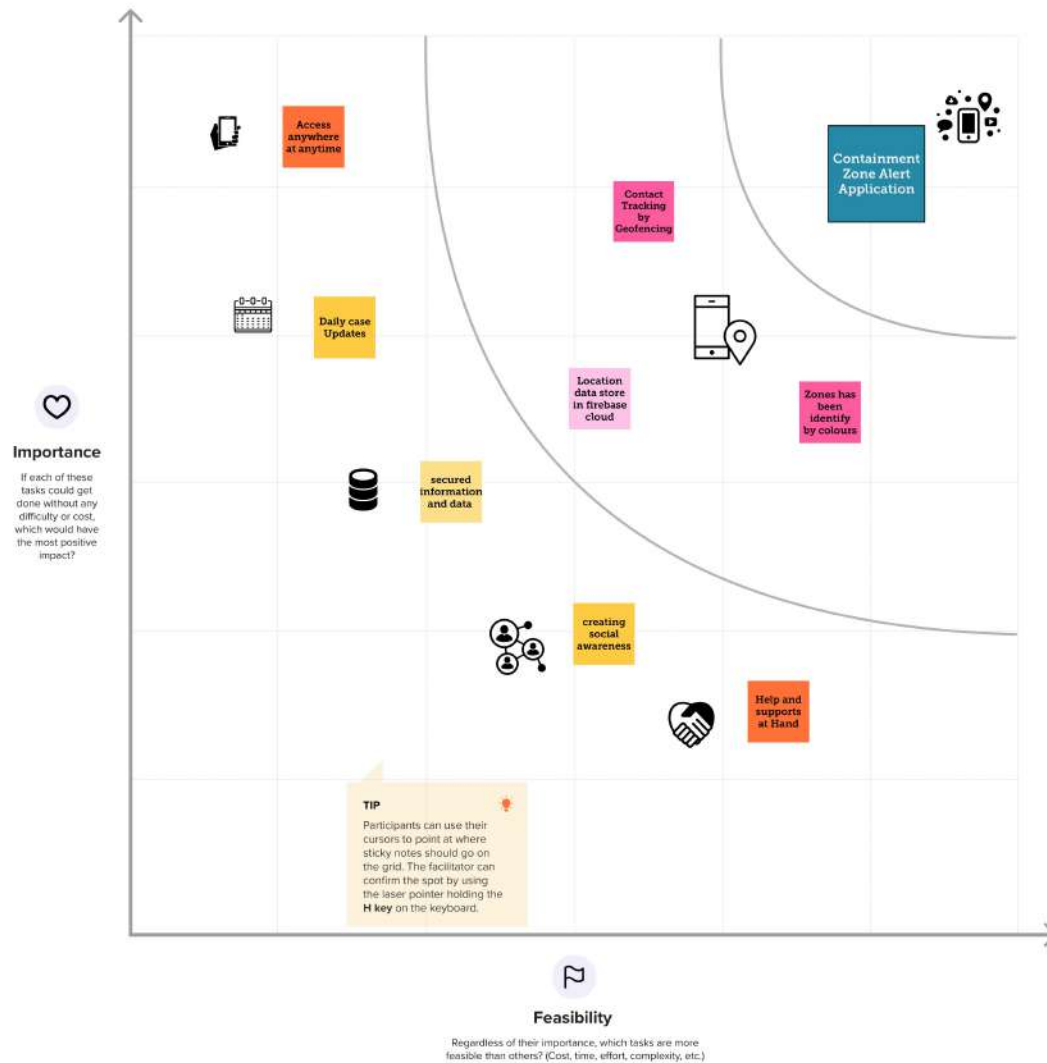 Access
anywhere
at anytime
Containment
Zone Alert
Application
Contact
Tracking
by
Geofencing
Daily case
Updates
Location
data store
in firebase
cloud
Zones has
been
identify
by colours
Importance
If each of these
tasks could get
done without any
difficulty or cost,
which would have
the most positive
impact?
secured
information
and data
creating
social
awareness
Help and
supports
at Hand
TIP
Participants can use their
cursors to point at where
sticky notes should go on
the grid. The facilitator can
confirm the spot by using
the laser pointer holding the
H key on the keyboard.
Feasibility
Regardless of their importance, which tasks are more
feasible than others? (Cost, time, effort, complexity, etc.)